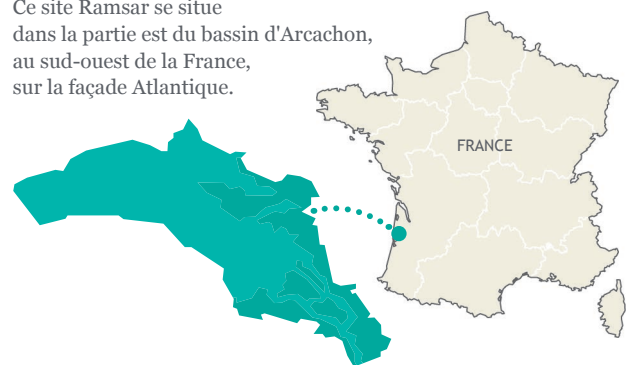 Ce site Ramsar se situe
dans la partie est du bassin d'Arcachon,
au sud-ouest de la France,
sur la façade Atlantique.
FRANCE